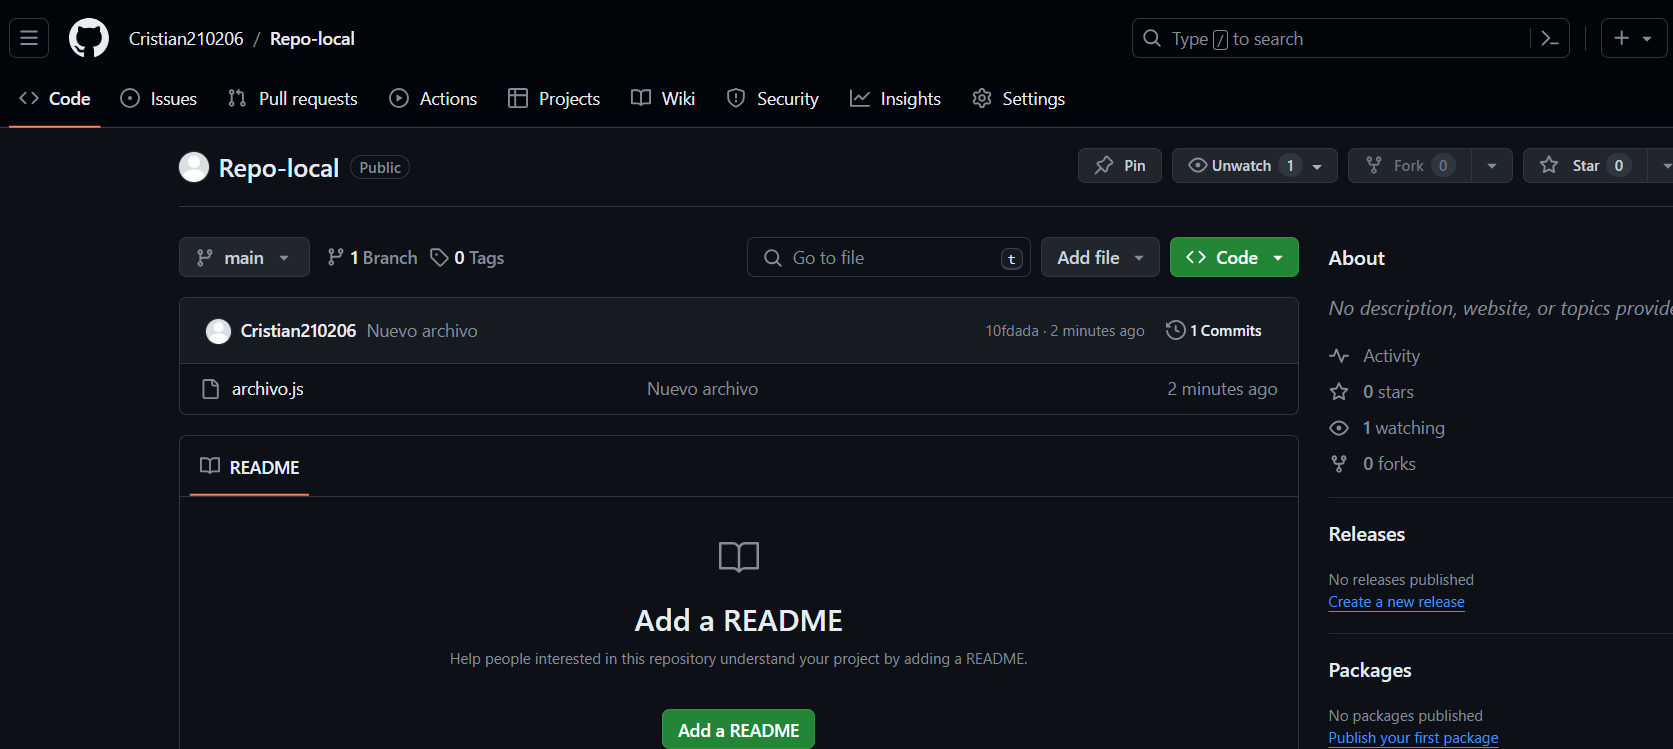 Cristian210206 / Repo-local
Type / to search
Code Issues Pull requests Actions Projects Wiki Security Insights Settings
Repo-local Public
Pin Unwatch 1 Fork 0 Star 0
main 1 Branch 0 Tags Go to file t Add file Code
Cristian210206 Nuevo archivo 10fdada · 2 minutes ago 1 Commits
archivo.js Nuevo archivo 2 minutes ago
README
Add a README
Help people interested in this repository understand your project by adding a README.
Add a README
About
No description, website, or topics provide
Activity
0 stars
1 watching
0 forks
Releases
No releases published
Create a new release
Packages
No packages published
Publish your first package